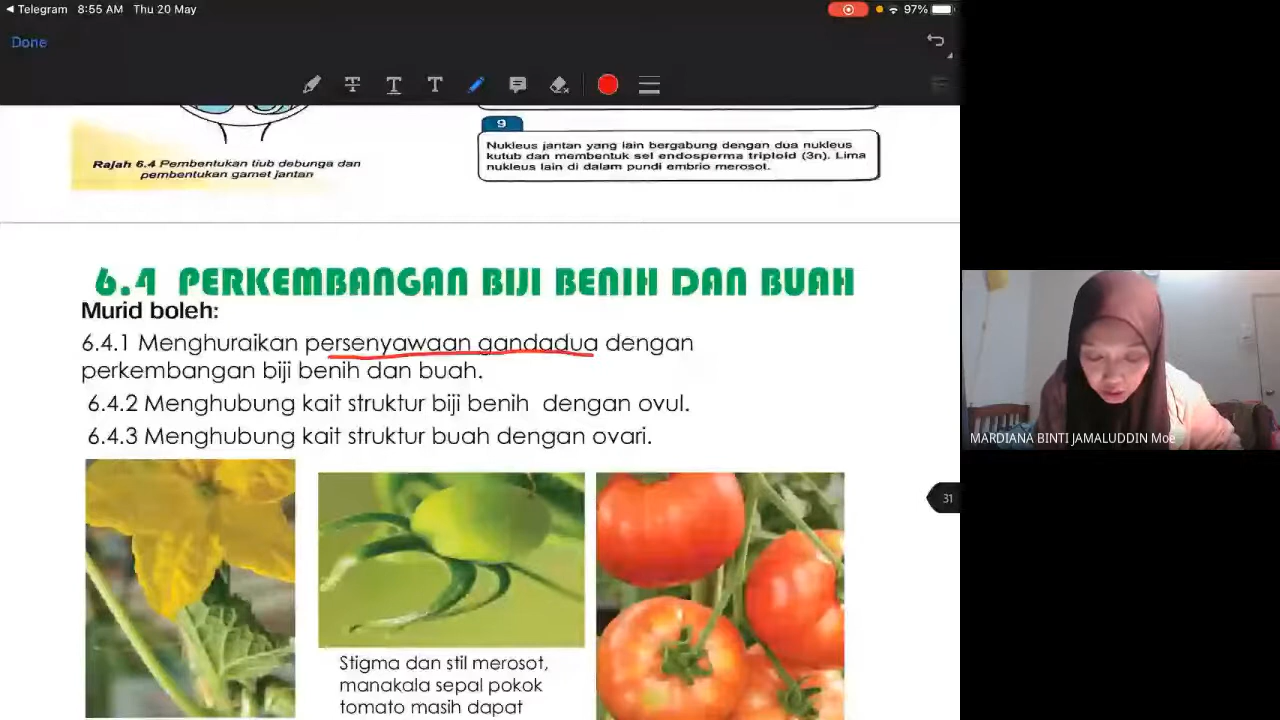 Telegram 8:55 AM Thu 20 May 97%
Done
T T T
9
Nukleus jantan yang lain bergabung dengan dua nukleus
kutub dan membentuk sel endosperma triploid (3n). Lima
nukleus lain di dalam pundi embrio merosot.
Rajah 6.4 Pembentukan tiub debunga dan
pembentukan gamet jantan
6.4 PERKEMBANGAN BIJI BENIH DAN BUAH
Murid boleh:
6.4.1 Menghuraikan persenyawaan gandadua dengan
perkembangan biji benih dan buah.
6.4.2 Menghubung kait struktur biji benih dengan ovul.
6.4.3 Menghubung kait struktur buah dengan ovari.
31
Stigma dan stil merosot,
manakala sepal pokok
tomato masih dapat
MARDIANA BINTI JAMALUDDIN Moe